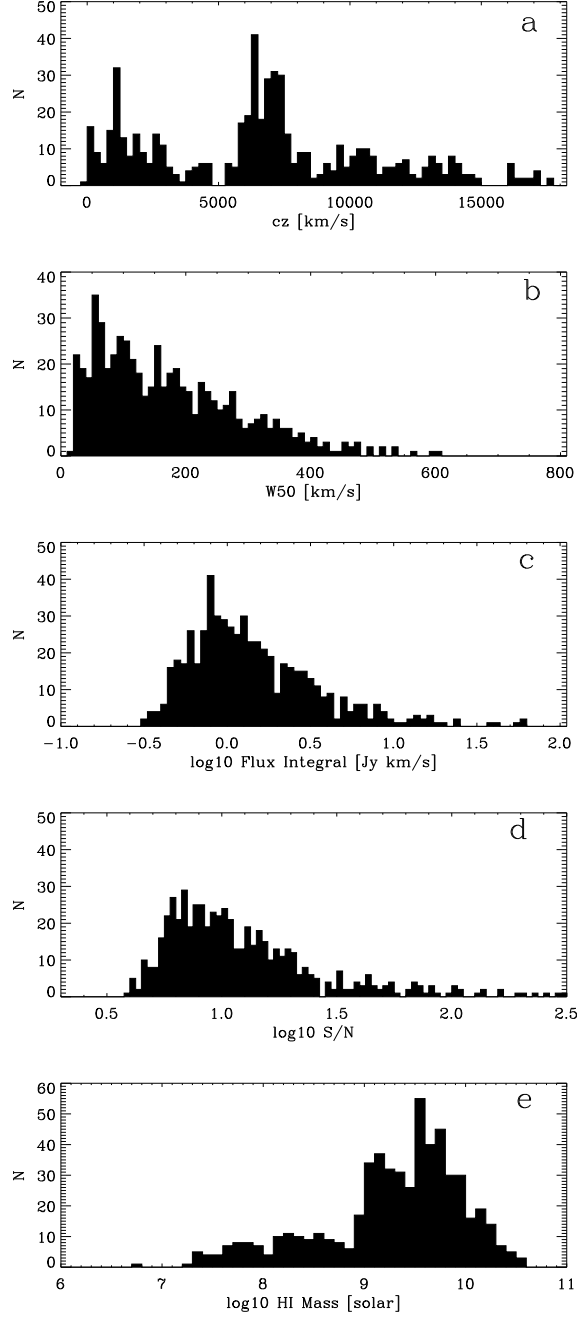 50
40
30
20
10
0
N
a
0 5000 10000 15000
cz [km/s]
40
30
20
10
0
N
b
0 200 400 600 800
W50 [km/s]
50
40
30
20
10
0
N
c
−1.0 −0.5 0.0 0.5 1.0 1.5 2.0
log10 Flux Integral [Jy km/s]
50
40
30
20
10
0
N
d
0.5 1.0 1.5 2.0 2.5
log10 S/N
60
50
40
30
20
10
0
N
e
6 7 8 9 10 11
log10 HI Mass [solar]